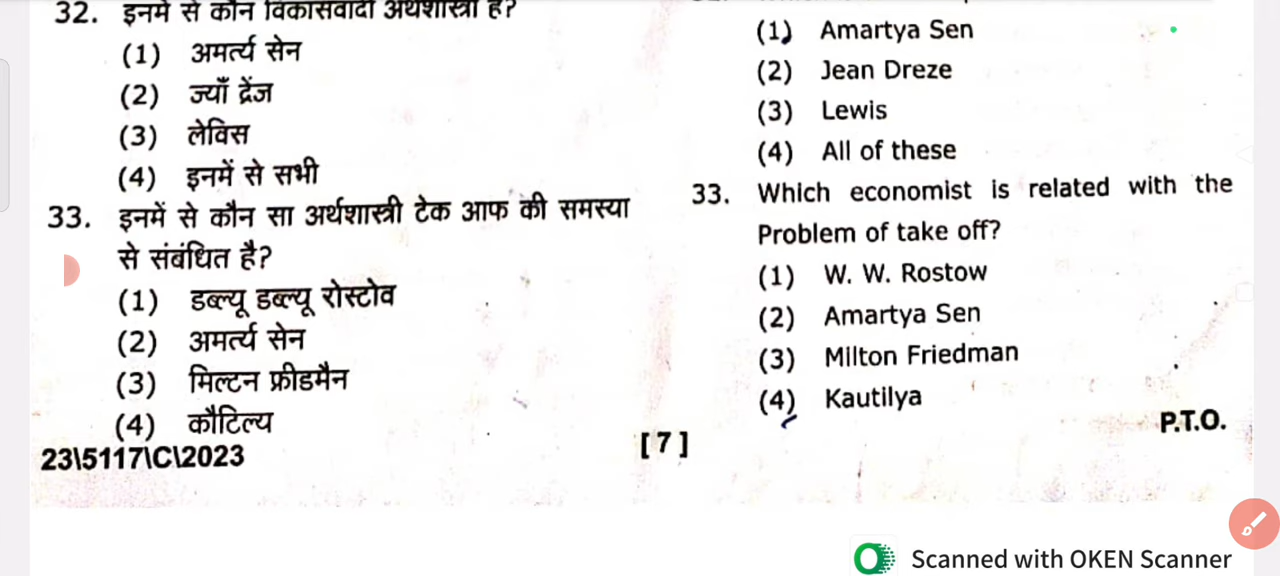 32. इनमें से कौन विकासवादी अर्थशास्त्री है?
(1) अमर्त्य सेन
(2) ज्याँ द्रेंज
(3) लेविस
(4) इनमें से सभी
33. इनमें से कौन सा अर्थशास्त्री टेक आफ की समस्या
से संबंधित है?
(1) डब्ल्यू डब्ल्यू रोस्टोव
(2) अमर्त्य सेन
(3) मिल्टन फ्रीडमैन
(4) कौटिल्य
(1) Amartya Sen
(2) Jean Dreze
(3) Lewis
(4) All of these
33. Which economist is related with the
Problem of take off?
(1) W. W. Rostow
(2) Amartya Sen
(3) Milton Friedman
(4) Kautilya
P.T.O.
23\5117\C\2023
[7]
Scanned with OKEN Scanner